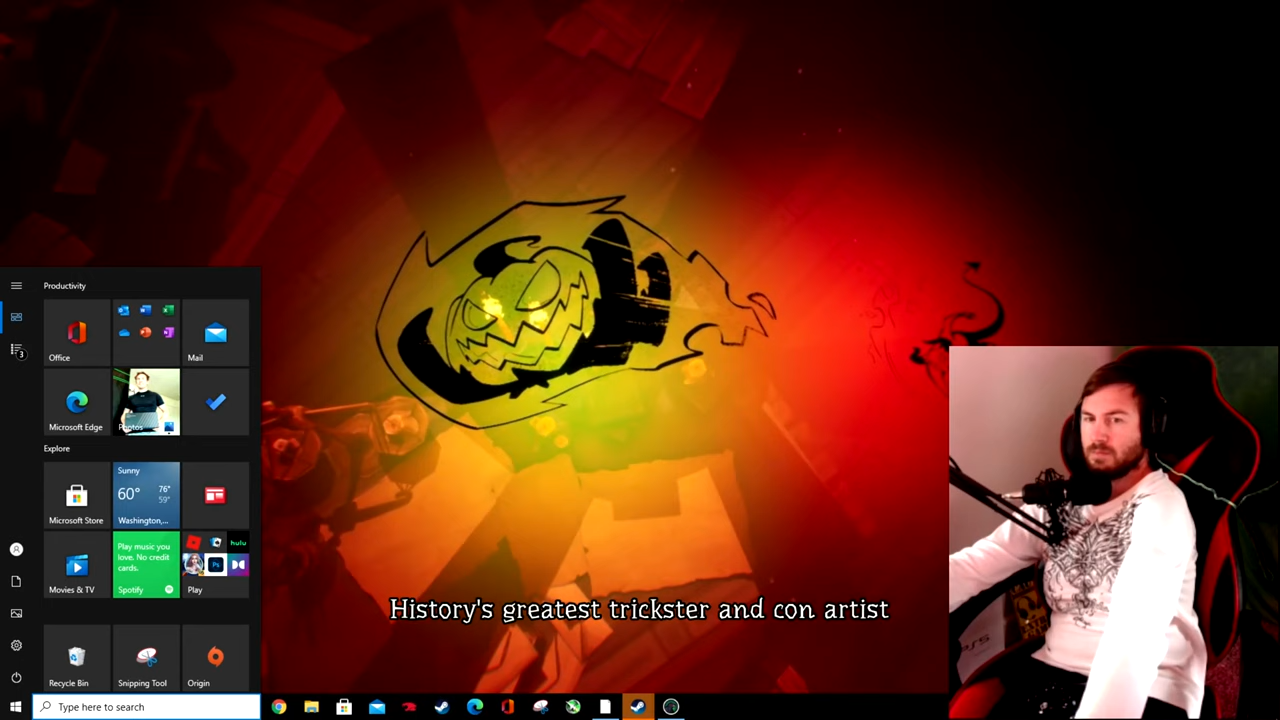 Productivity
Office
Mail
Microsoft Edge
Photos
Explore
Microsoft Store
Sunny
60° 76°
59°
Washington,...
Movies & TV
Play music you
love. No credit
cards.
Spotify
hulu
Ps
Play
Recycle Bin
Snipping Tool
Origin
3
Type here to search
History's greatest trickster and con artist